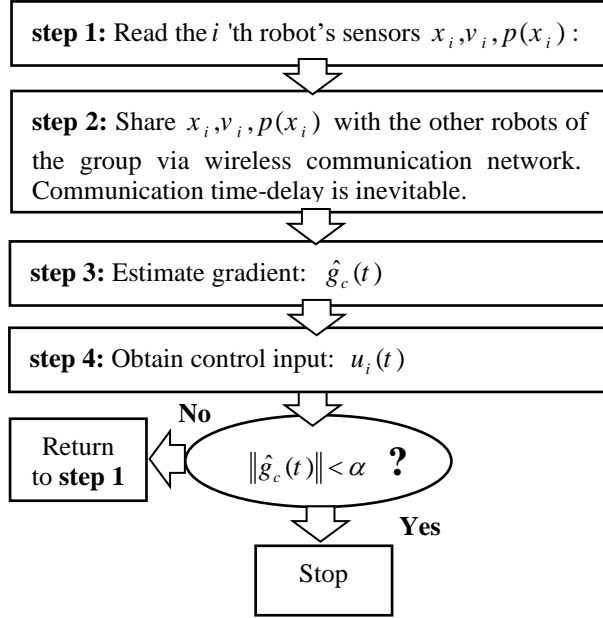 step 1: Read the i 'th robot's sensors x_i, v_i, p(x_i) :
step 2: Share x_i, v_i, p(x_i) with the other robots of
the group via wireless communication network.
Communication time-delay is inevitable.
step 3: Estimate gradient: ĝ_c(t)
step 4: Obtain control input: u_i(t)
No
Return
to step 1
‖ĝ_c(t)‖ < α ?
Yes
Stop